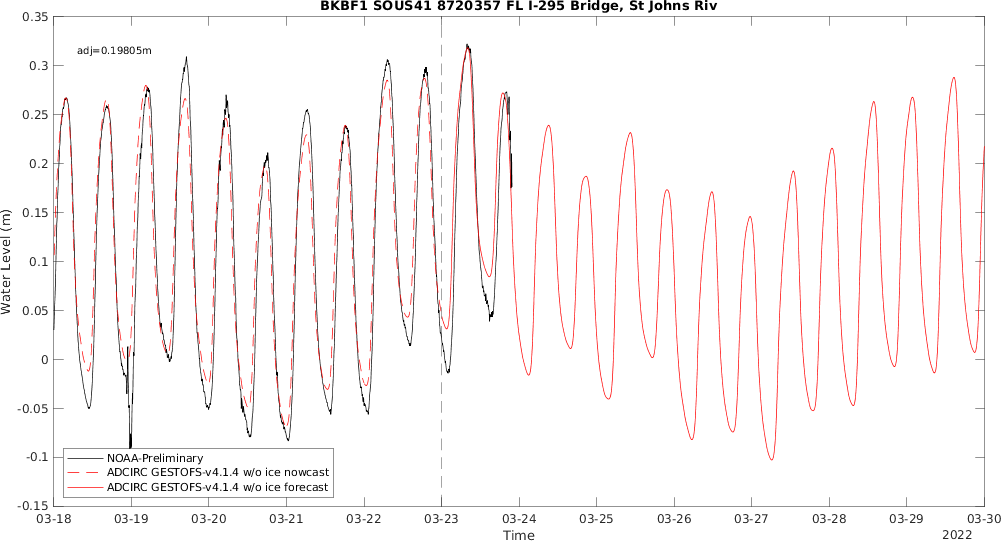 BKBF1 SOUS41 8720357 FL I-295 Bridge, St Johns Riv
adj=0.19805m
0.35
0.3
0.25
0.2
0.15
0.1
0.05
0
-0.05
-0.1
-0.15
Water Level (m)
NOAA-Preliminary
ADCIRC GESTOFS-v4.1.4 w/o ice nowcast
ADCIRC GESTOFS-v4.1.4 w/o ice forecast
03-18 03-19 03-20 03-21 03-22 03-23 03-24 03-25 03-26 03-27 03-28 03-29 03-30
Time
2022